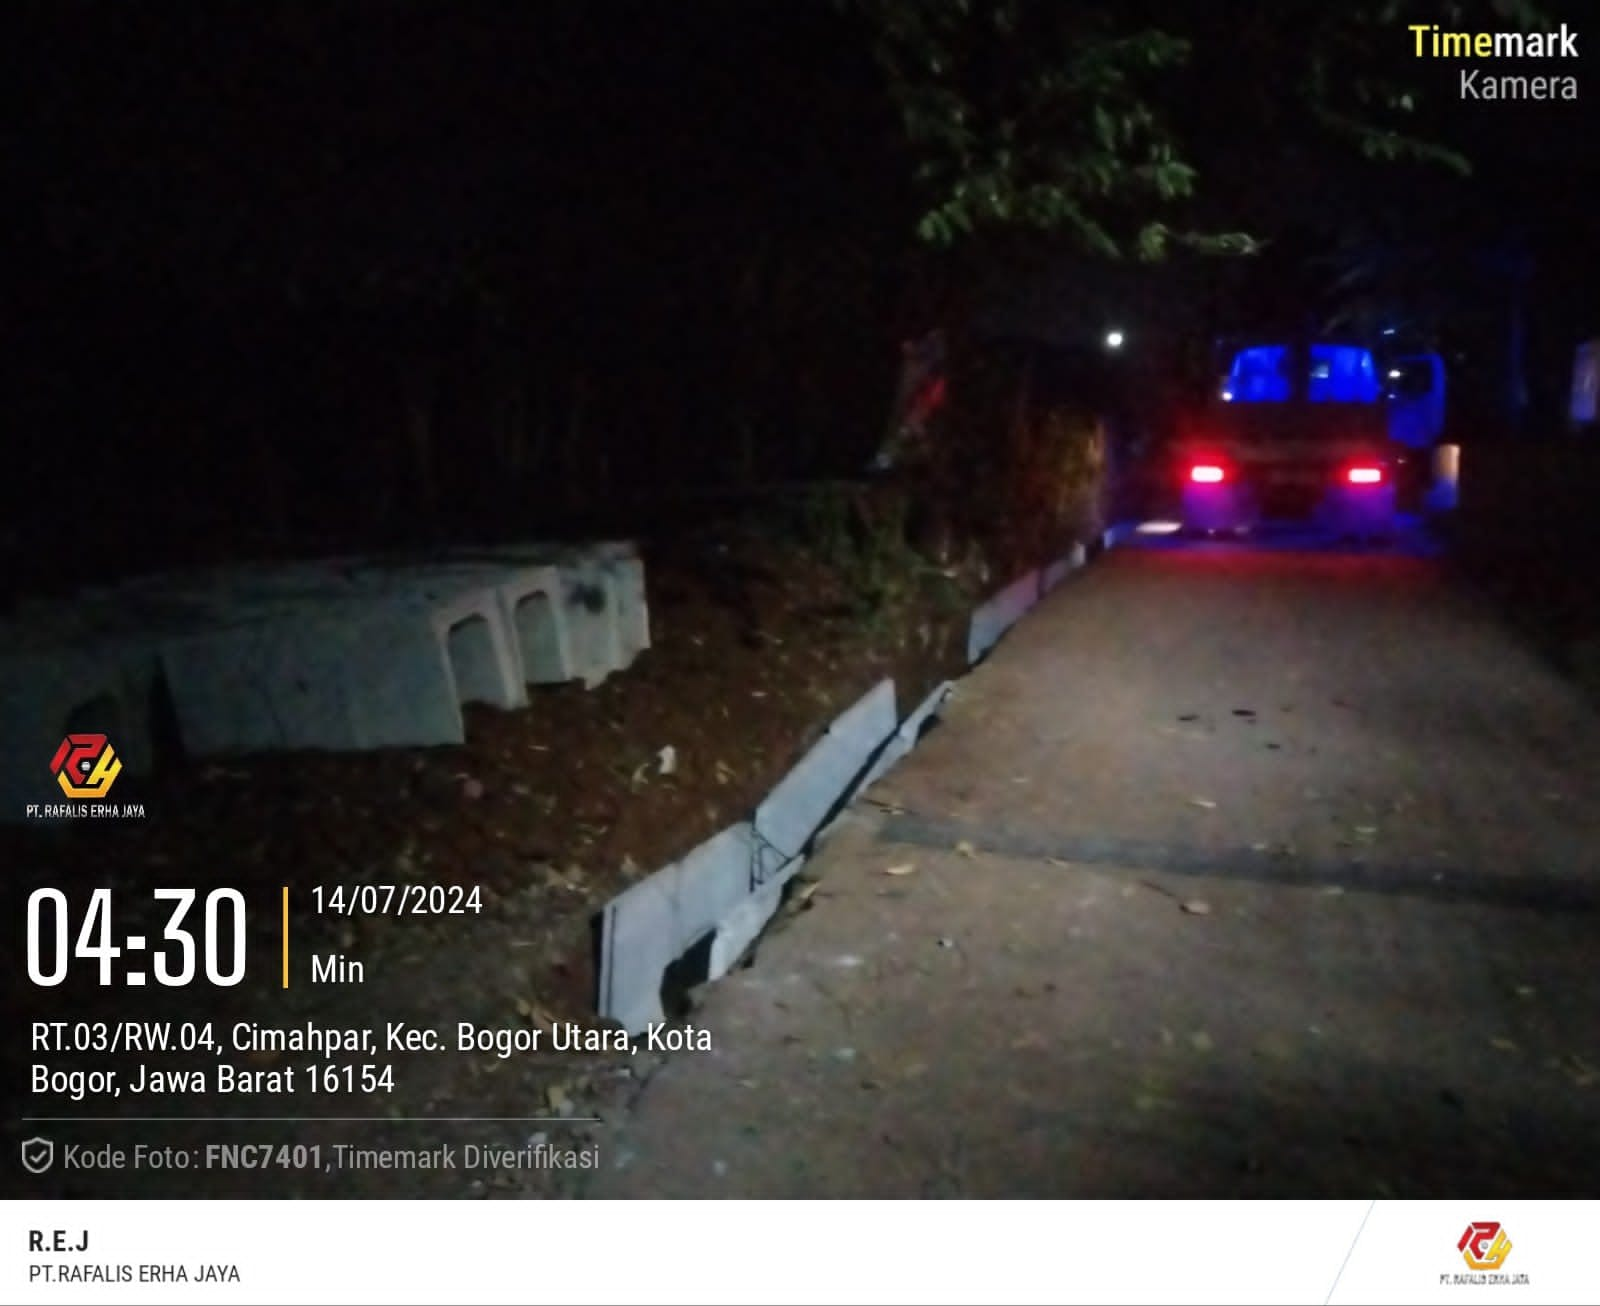 Timemark
Kamera
PT. RAFALIS ERHA JAYA
04:30
14/07/2024
Min
RT.03/RW.04, Cimahpar, Kec. Bogor Utara, Kota
Bogor, Jawa Barat 16154
Kode Foto: FNC7401, Timemark Diverifikasi
R.E.J
PT.RAFALIS ERHA JAYA
PT. RAFALIS ERHA JAYA